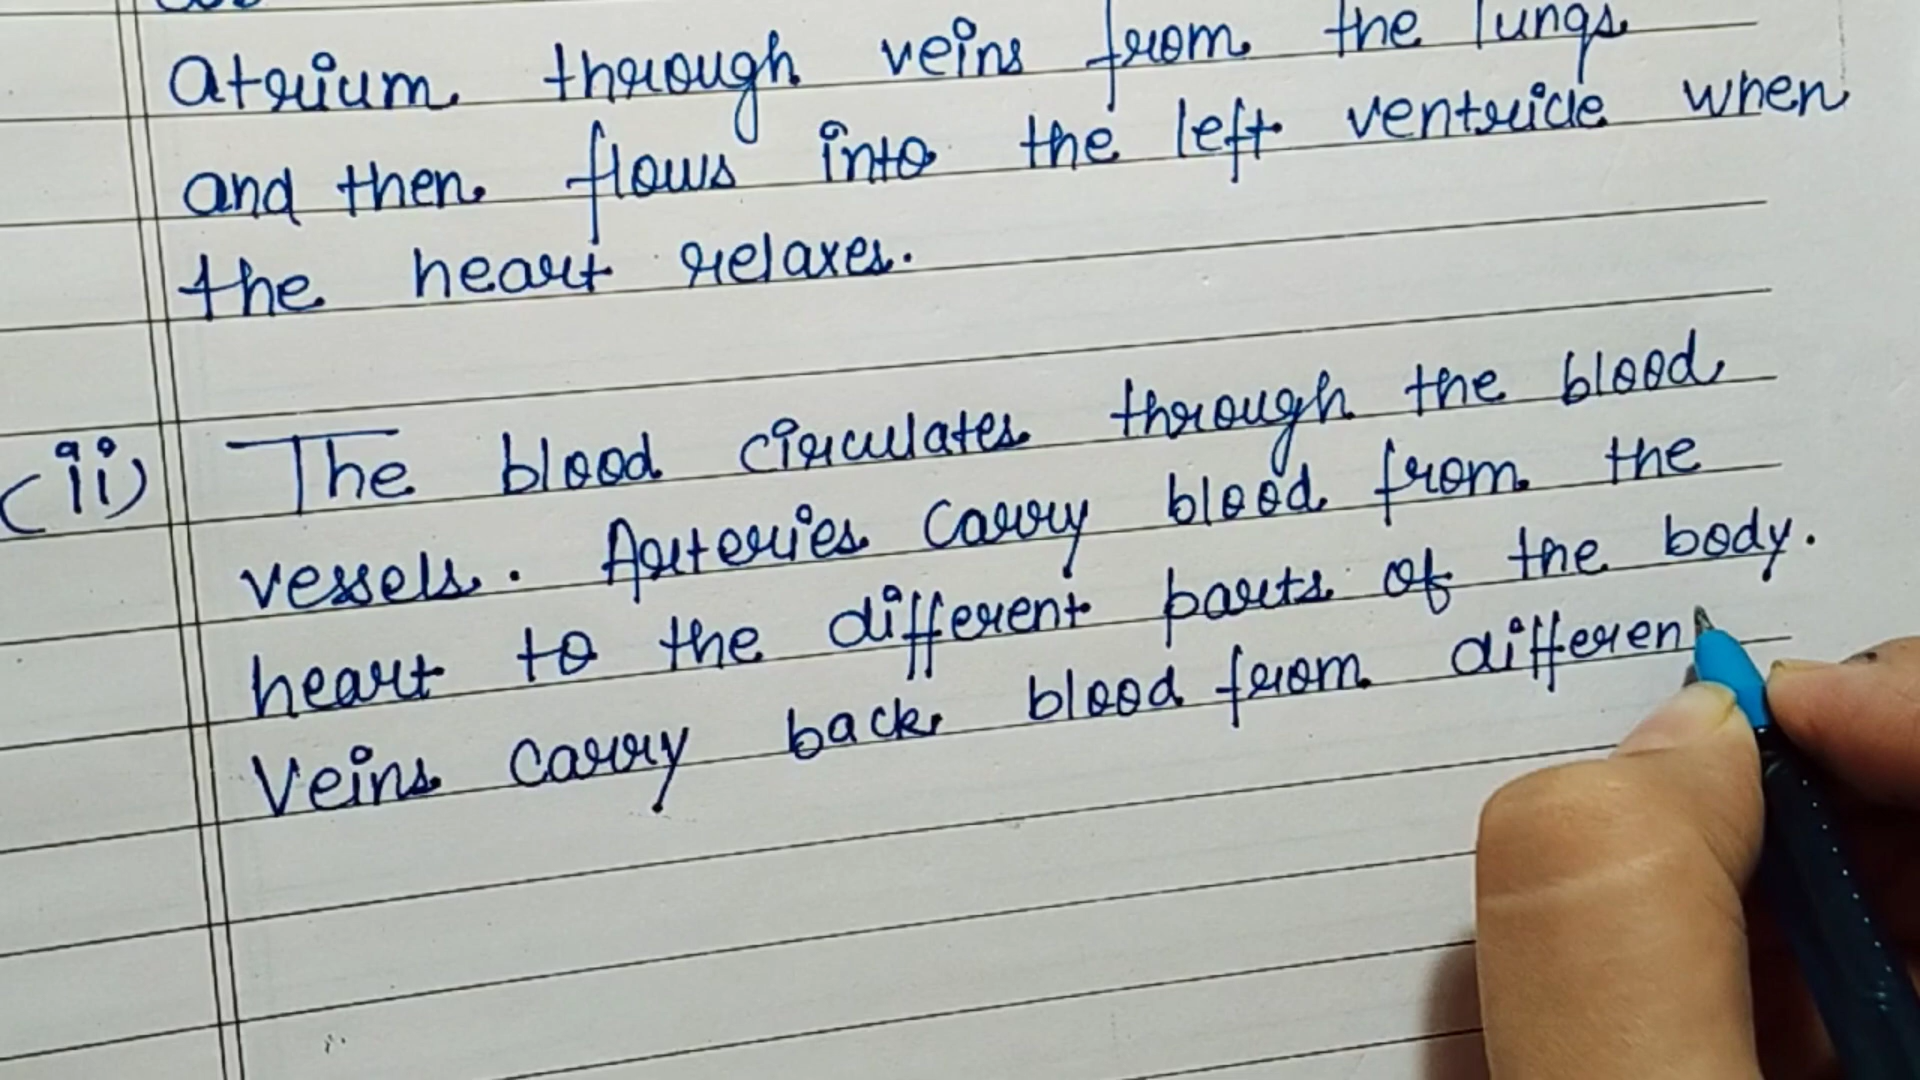 atrium through veins from the lungs
and then flows into the left ventricle when
the heart relaxes.
(ii) The blood circulates through the blood
vessels. Arteries carry blood from the
heart to the different parts of the body.
Veins carry back blood from differen